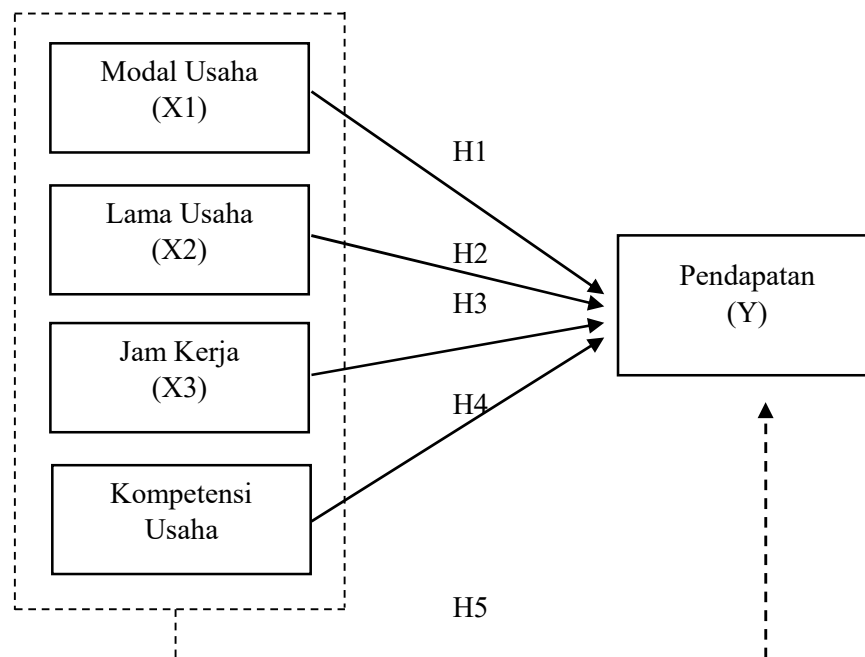 Modal Usaha
(X1)
H1
Lama Usaha
(X2)
H2
Pendapatan
(Y)
H3
Jam Kerja
(X3)
H4
Kompetensi
Usaha
H5